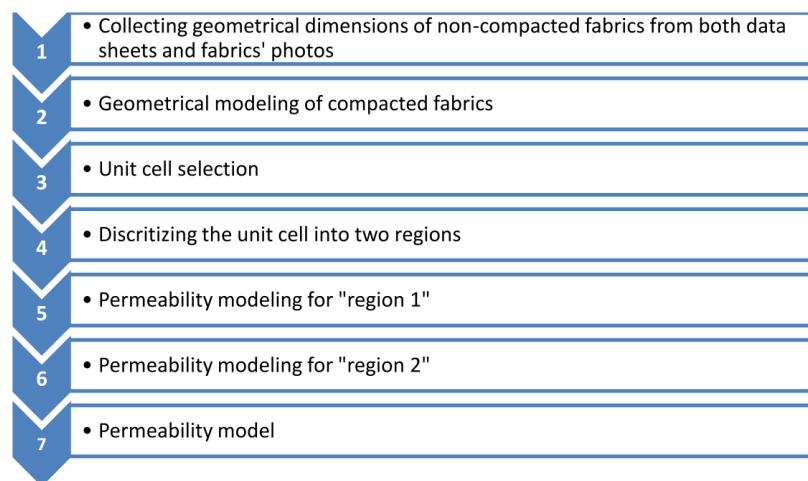 1
• Collecting geometrical dimensions of non-compacted fabrics from both data
sheets and fabrics' photos
2
• Geometrical modeling of compacted fabrics
3
• Unit cell selection
4
• Discritizing the unit cell into two regions
5
• Permeability modeling for "region 1"
6
• Permeability modeling for "region 2"
7
• Permeability model